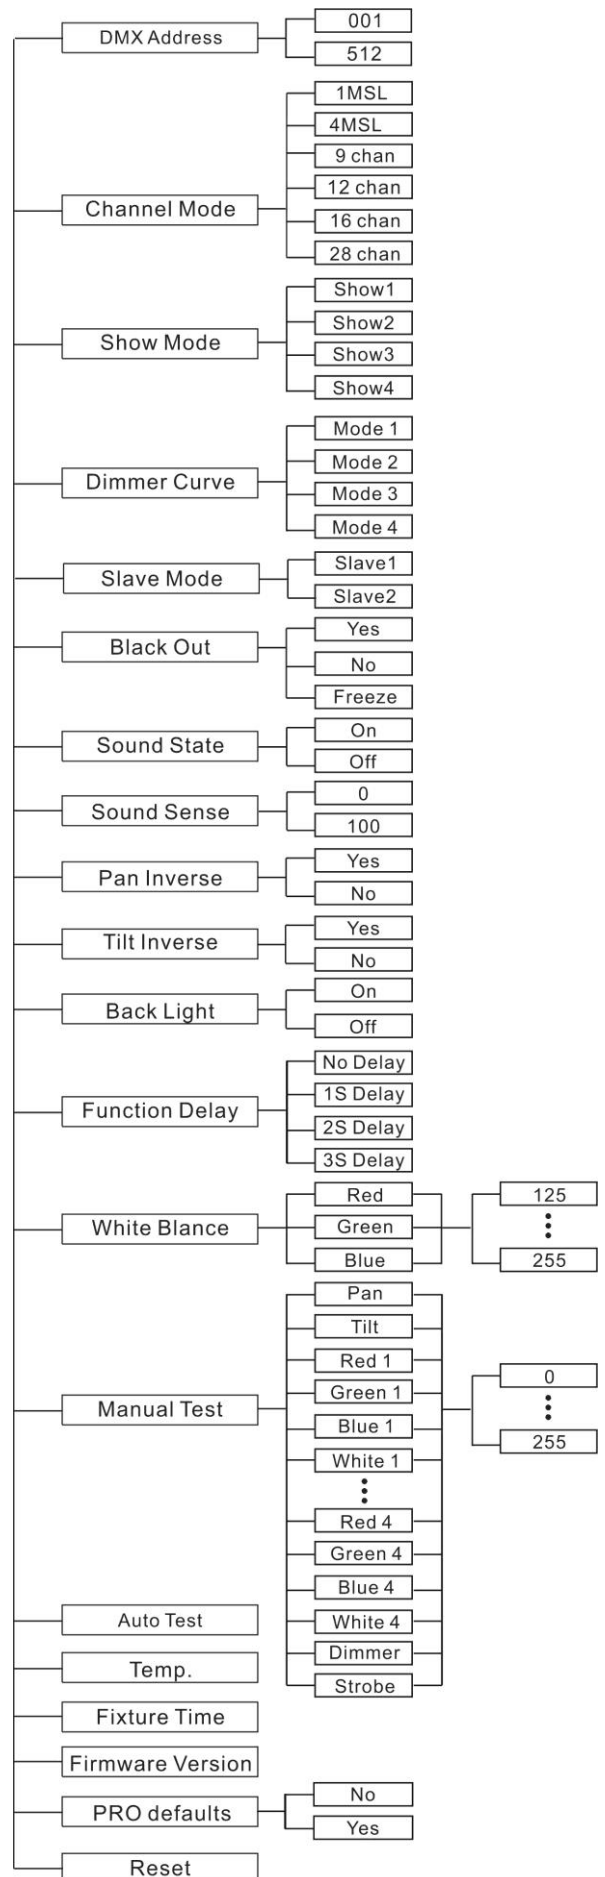 DMX Address
001
512
Channel Mode
1MSL
4MSL
9 chan
12 chan
16 chan
28 chan
Show Mode
Show1
Show2
Show3
Show4
Dimmer Curve
Mode 1
Mode 2
Mode 3
Mode 4
Slave Mode
Slave1
Slave2
Black Out
Yes
No
Freeze
Sound State
On
Off
Sound Sense
0
100
Pan Inverse
Yes
No
Tilt Inverse
Yes
No
Back Light
On
Off
Function Delay
No Delay
1S Delay
2S Delay
3S Delay
White Blance
Red
Green
Blue
125
255
Manual Test
Pan
Tilt
Red 1
Green 1
Blue 1
White 1
Red 4
Green 4
Blue 4
White 4
Dimmer
Strobe
0
255
Auto Test
Temp.
Fixture Time
Firmware Version
PRO defaults
No
Yes
Reset